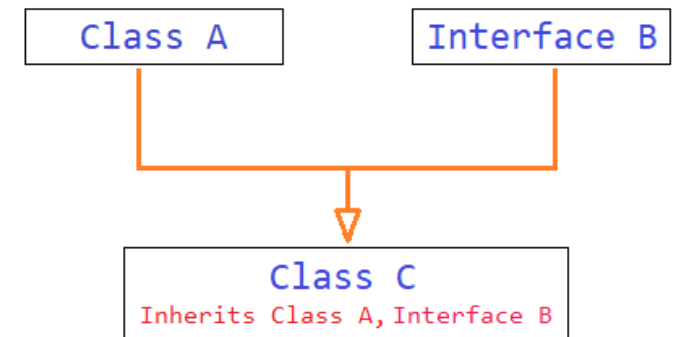 Class A
Interface B
Class C
Inherits Class A, Interface B